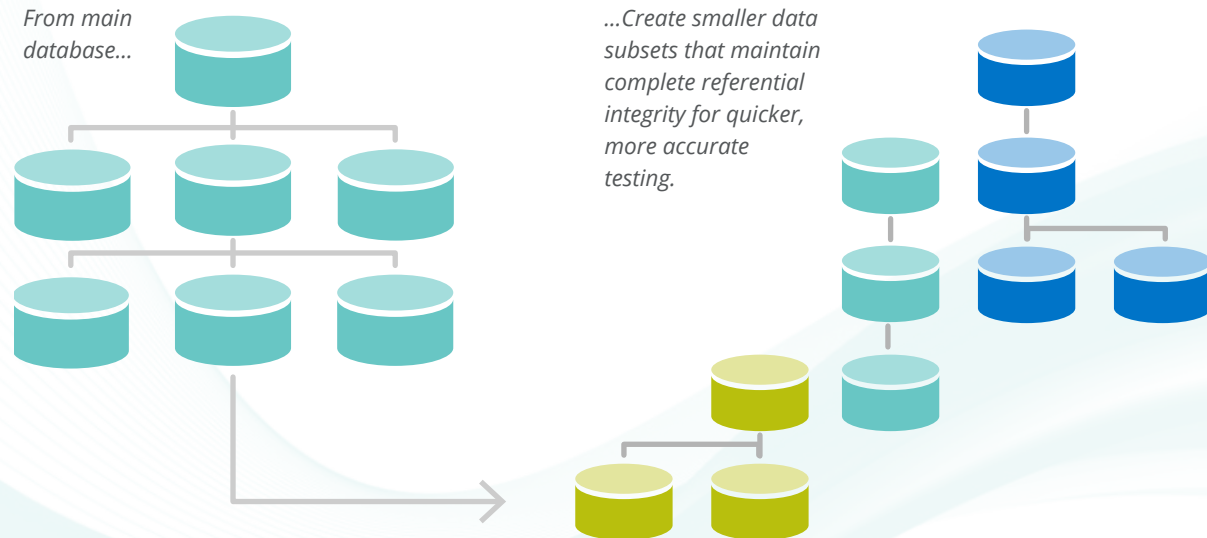 From main
database...
...Create smaller data
subsets that maintain
complete referential
integrity for quicker,
more accurate
testing.